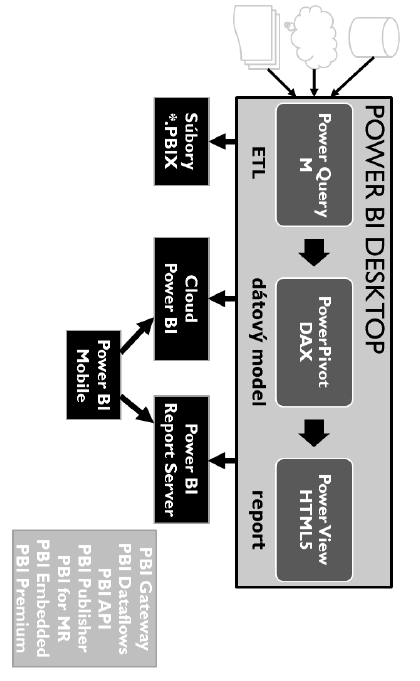 POWER BI DESKTOP
Power Query
M
PowerPivot
DAX
Power View
HTML5
ETL
dátový model
report
Súbory
*.PBIX
Cloud
Power BI
Power BI
Report Server
Power BI
Mobile
PBI Gateway
PBI Dataflows
PBI API
PBI Publisher
PBI for MR
PBI Embedded
PBI Premium